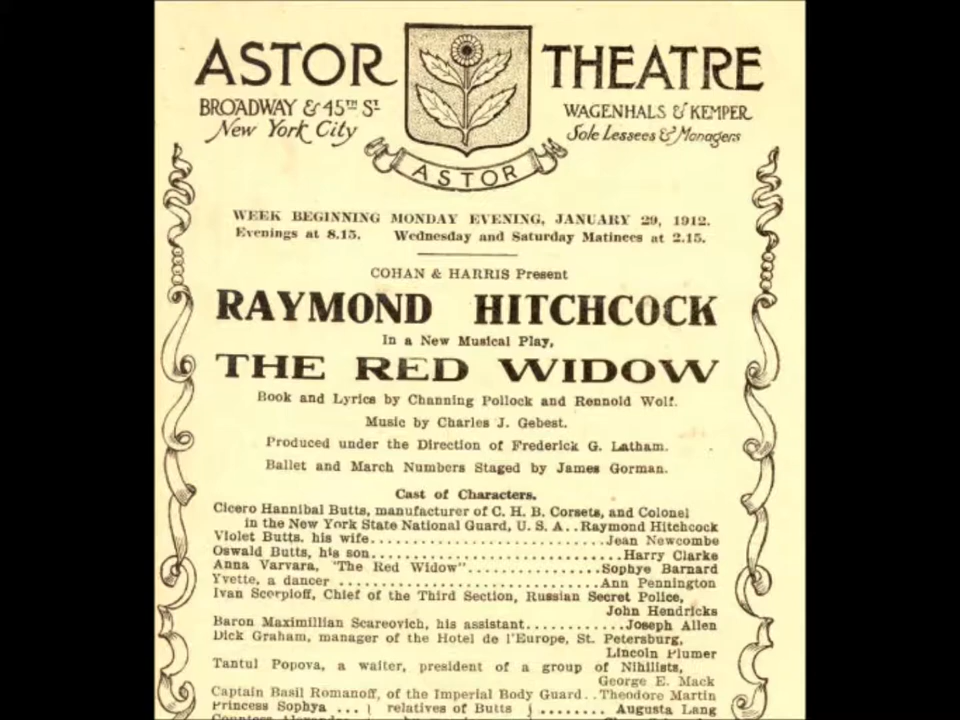 ASTOR THEATRE
BROADWAY & 45TH ST
New York City
WAGENHALS & KEMPER
Sole Lessees & Managers
ASTOR
WEEK BEGINNING MONDAY EVENING, JANUARY 29, 1912.
Evenings at 8.15. Wednesday and Saturday Matinees at 2.15.
COHAN & HARRIS Present
RAYMOND HITCHCOCK
In a New Musical Play,
THE RED WIDOW
Book and Lyrics by Channing Pollock and Rennold Wolf.
Music by Charles J. Gebest.
Produced under the Direction of Frederick G. Latham.
Ballet and March Numbers Staged by James Gorman.
Cast of Characters.
Cicero Hannibal Butts, manufacturer of C. H. B. Corsets, and Colonel
in the New York State National Guard, U. S. A..Raymond Hitchcock
Violet Butts, his wife..............................Jean Newcombe
Oswald Butts, his son................................Harry Clarke
Anna Varvara, "The Red Widow".................Sophye Barnard
Yvette, a dancer .................................Ann Pennington
Ivan Scorpioff, Chief of the Third Section, Russian Secret Police,
John Hendricks
Baron Maximillian Scareovich, his assistant............Joseph Allen
Dick Graham, manager of the Hotel de l'Europe, St. Petersburg,
Lincoln Plumer
Tantul Popova, a waiter, president of a group of Nihilists,
George E. Mack
Captain Basil Romanoff, of the Imperial Body Guard..Theodore Martin
Princess Sophya ... { relatives of Butts } ........ Augusta Lang